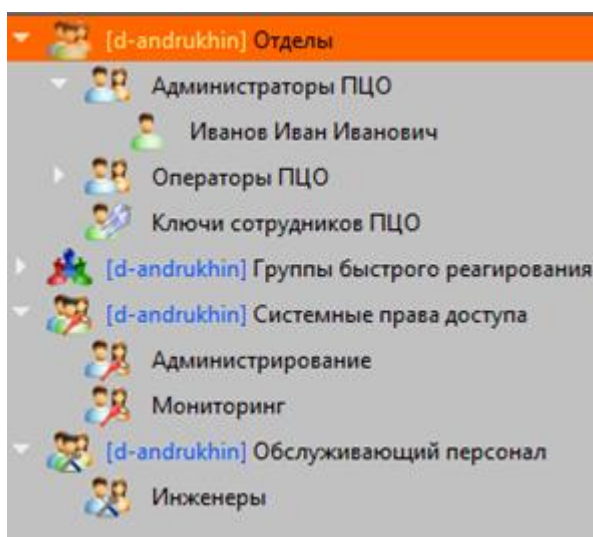 [d-andrukhin] Отделы
Администраторы ПЦО
Иванов Иван Иванович
Операторы ПЦО
Ключи сотрудников ПЦО
[d-andrukhin] Группы быстрого реагирования
[d-andrukhin] Системные права доступа
Администрирование
Мониторинг
[d-andrukhin] Обслуживающий персонал
Инженеры